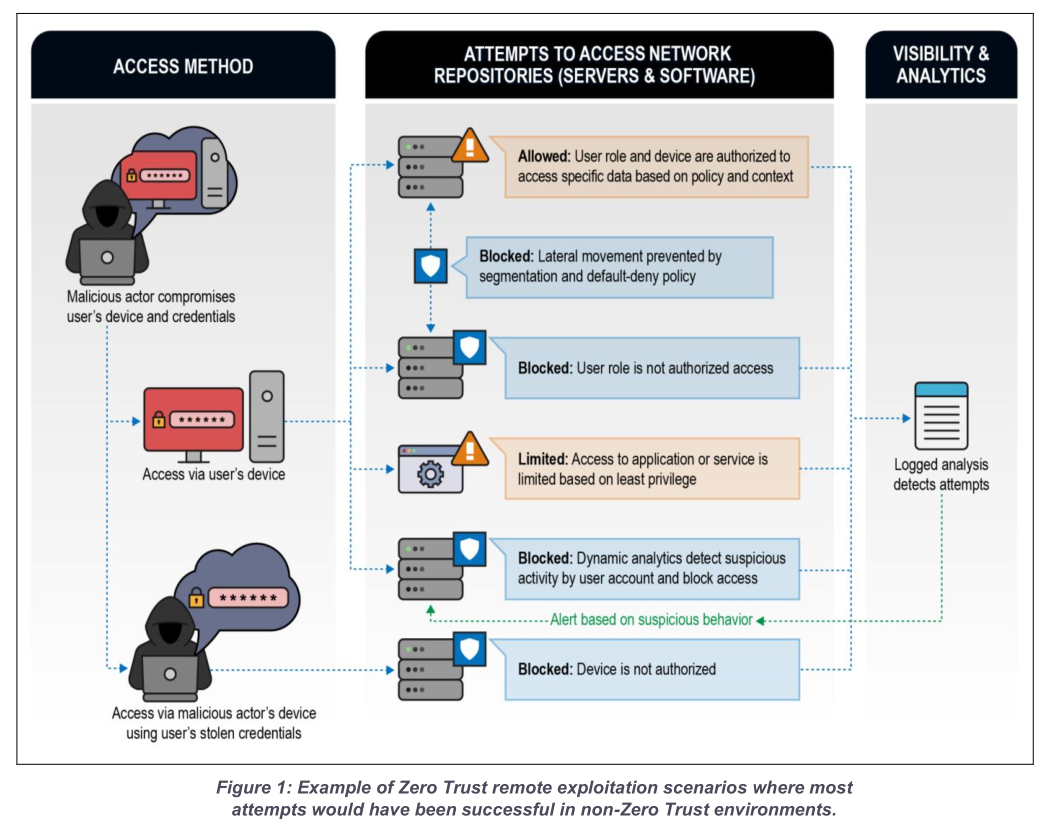 ACCESS METHOD
ATTEMPTS TO ACCESS NETWORK
REPOSITORIES (SERVERS & SOFTWARE)
VISIBILITY &
ANALYTICS
******
Malicious actor compromises
user's device and credentials
******
Access via user's device
******
Access via malicious actor's device
using user's stolen credentials
Allowed: User role and device are authorized to
access specific data based on policy and context
Blocked: Lateral movement prevented by
segmentation and default-deny policy
Blocked: User role is not authorized access
Limited: Access to application or service is
limited based on least privilege
Blocked: Dynamic analytics detect suspicious
activity by user account and block access
Alert based on suspicious behavior
Blocked: Device is not authorized
Logged analysis
detects attempts
Figure 1: Example of Zero Trust remote exploitation scenarios where most
attempts would have been successful in non-Zero Trust environments.